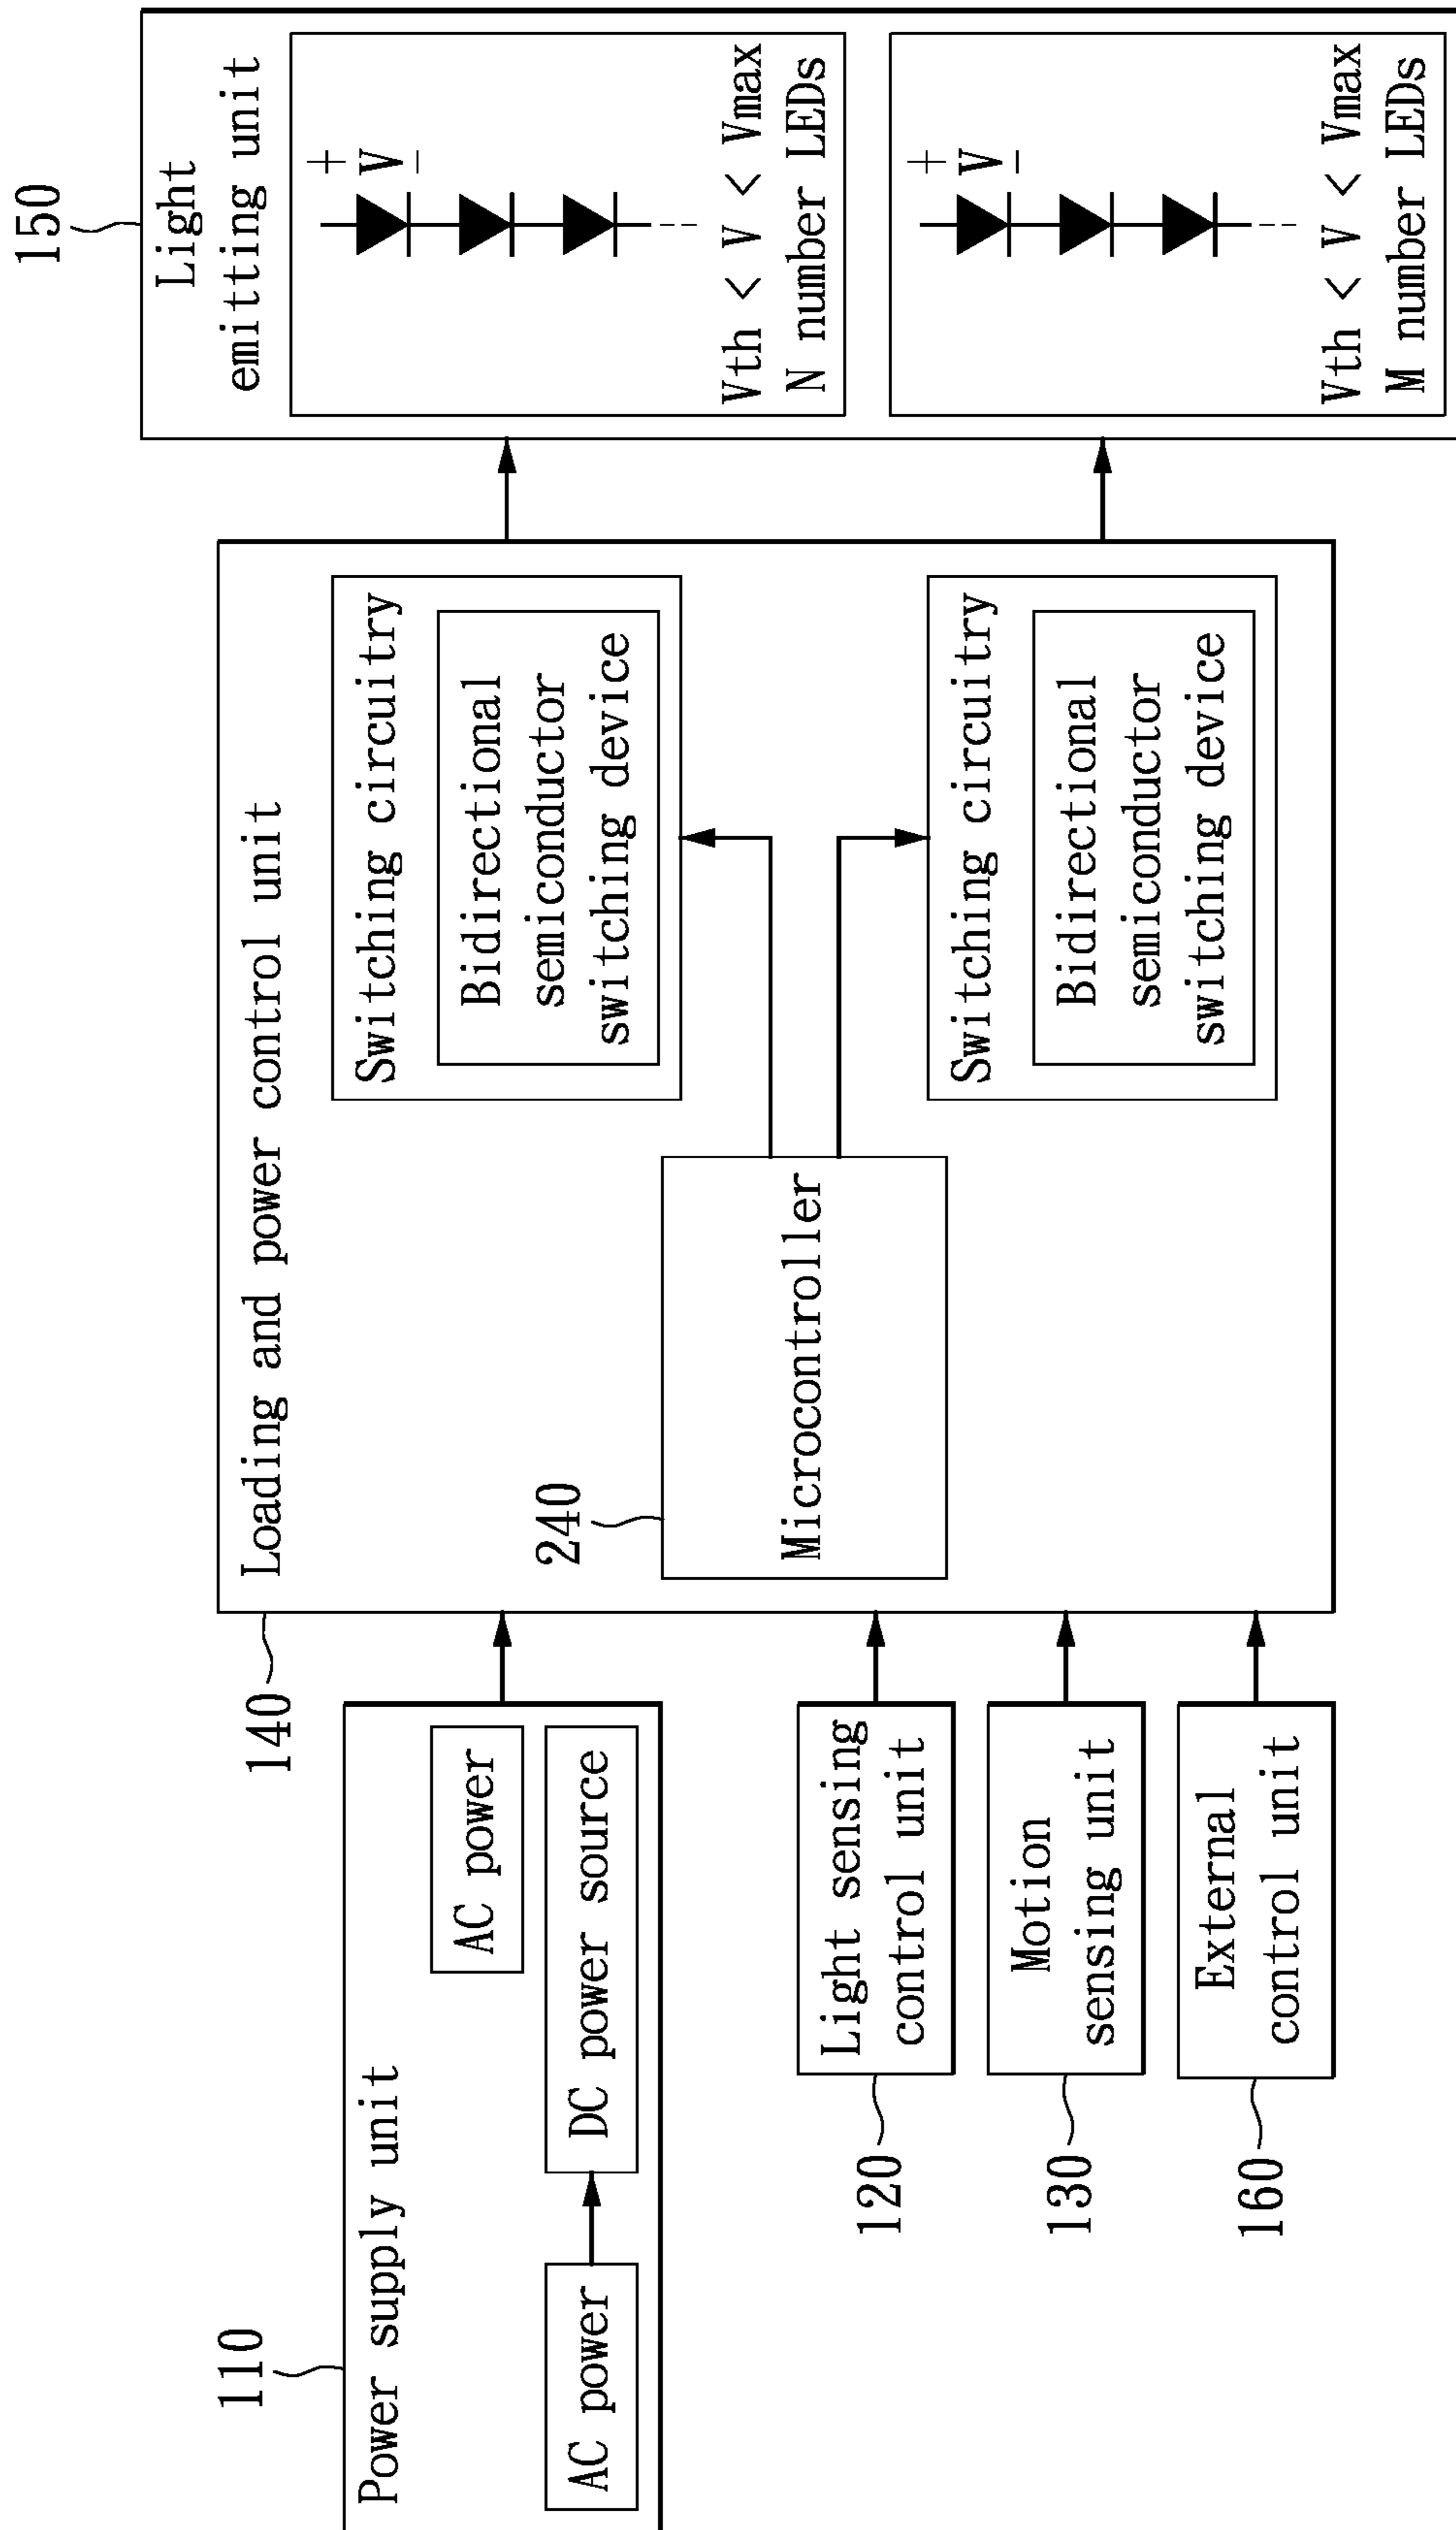 110
Power supply unit
AC power
AC power
DC power source
120
Light sensing
control unit
130
Motion
sensing unit
160
External
control unit
140
Loading and power control unit
240
Microcontroller
Switching circuitry
Bidirectional
semiconductor
switching device
Switching circuitry
Bidirectional
semiconductor
switching device
150
Light
emitting unit
+
V
-
Vth < V < Vmax
N number LEDs
+
V
-
Vth < V < Vmax
M number LEDs